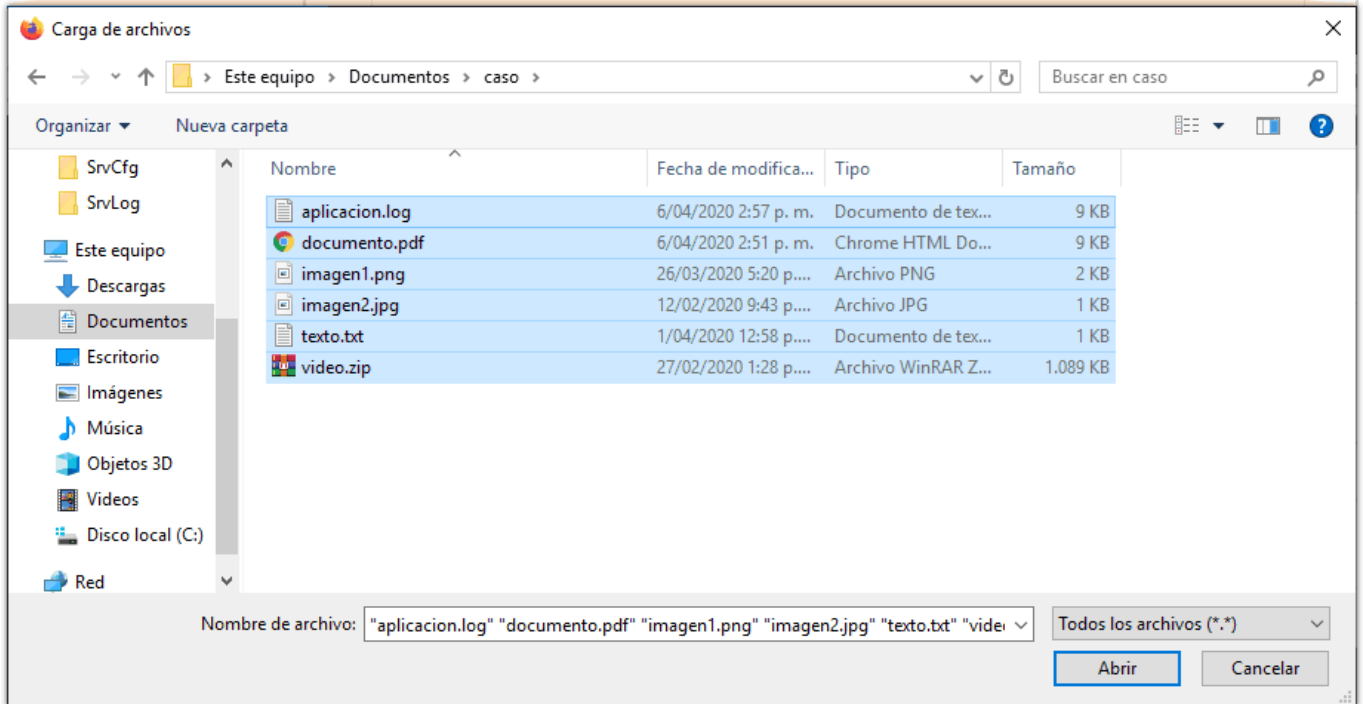 Carga de archivos
Este equipo > Documentos > caso >
Buscar en caso
Organizar
Nueva carpeta
SrvCfg
SrvLog
Este equipo
Descargas
Documentos
Escritorio
Imágenes
Música
Objetos 3D
Videos
Disco local (C:)
Red
Nombre Fecha de modifica... Tipo Tamaño
aplicacion.log 6/04/2020 2:57 p. m. Documento de tex... 9 KB
documento.pdf 6/04/2020 2:51 p. m. Chrome HTML Do... 9 KB
imagen1.png 26/03/2020 5:20 p.... Archivo PNG 2 KB
imagen2.jpg 12/02/2020 9:43 p.... Archivo JPG 1 KB
texto.txt 1/04/2020 12:58 p.... Documento de tex... 1 KB
video.zip 27/02/2020 1:28 p.... Archivo WinRAR Z... 1.089 KB
Nombre de archivo: "aplicacion.log" "documento.pdf" "imagen1.png" "imagen2.jpg" "texto.txt" "vide
Todos los archivos (*.*)
Abrir
Cancelar